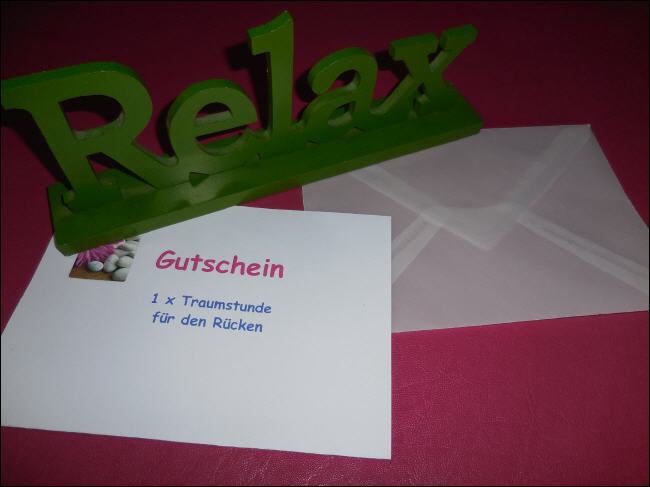 Relax
Gutschein
1 x Traumstunde
für den Rücken